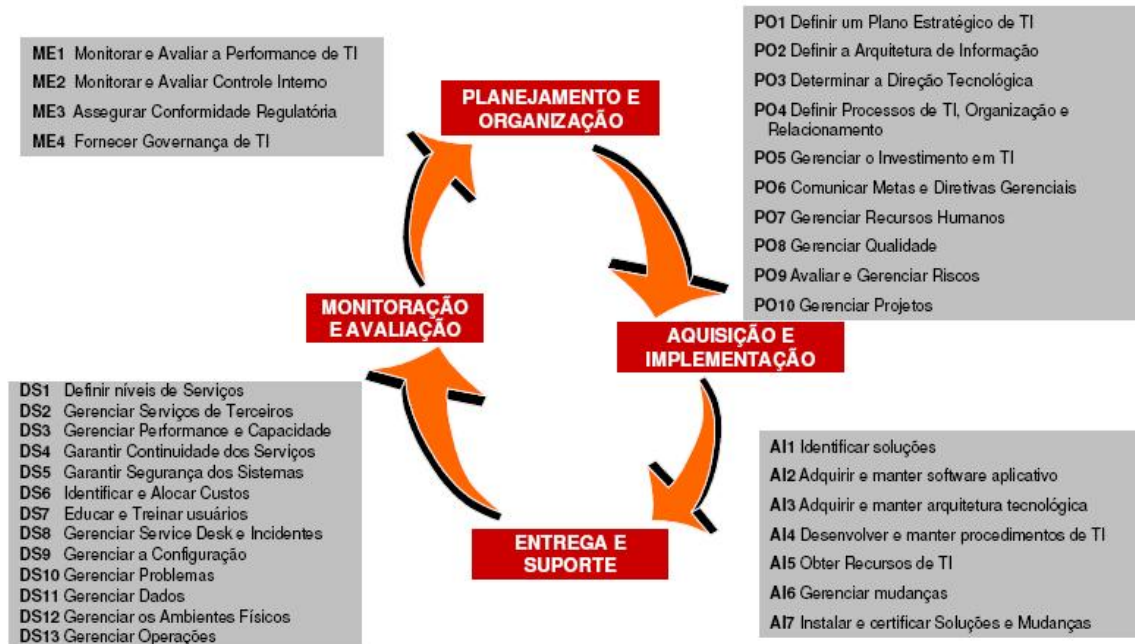 ME1 Monitorar e Avaliar a Performance de TI
ME2 Monitorar e Avaliar Controle Interno
ME3 Assegurar Conformidade Regulatória
ME4 Fornecer Governança de TI
PLANEJAMENTO E
ORGANIZAÇÃO
PO1 Definir um Plano Estratégico de TI
PO2 Definir a Arquitetura de Informação
PO3 Determinar a Direção Tecnológica
PO4 Definir Processos de TI, Organização e
Relacionamento
PO5 Gerenciar o Investimento em TI
PO6 Comunicar Metas e Diretivas Gerenciais
PO7 Gerenciar Recursos Humanos
PO8 Gerenciar Qualidade
PO9 Avaliar e Gerenciar Riscos
PO10 Gerenciar Projetos
MONITORAÇÃO
E AVALIAÇÃO
AQUISIÇÃO E
IMPLEMENTAÇÃO
DS1 Definir níveis de Serviços
DS2 Gerenciar Serviços de Terceiros
DS3 Gerenciar Performance e Capacidade
DS4 Garantir Continuidade dos Serviços
DS5 Garantir Segurança dos Sistemas
DS6 Identificar e Alocar Custos
DS7 Educar e Treinar usuários
DS8 Gerenciar Service Desk e Incidentes
DS9 Gerenciar a Configuração
DS10 Gerenciar Problemas
DS11 Gerenciar Dados
DS12 Gerenciar os Ambientes Físicos
DS13 Gerenciar Operações
ENTREGA E
SUPORTE
AI1 Identificar soluções
AI2 Adquirir e manter software aplicativo
AI3 Adquirir e manter arquitetura tecnológica
AI4 Desenvolver e manter procedimentos de TI
AI5 Obter Recursos de TI
AI6 Gerenciar mudanças
AI7 Instalar e certificar Soluções e Mudanças